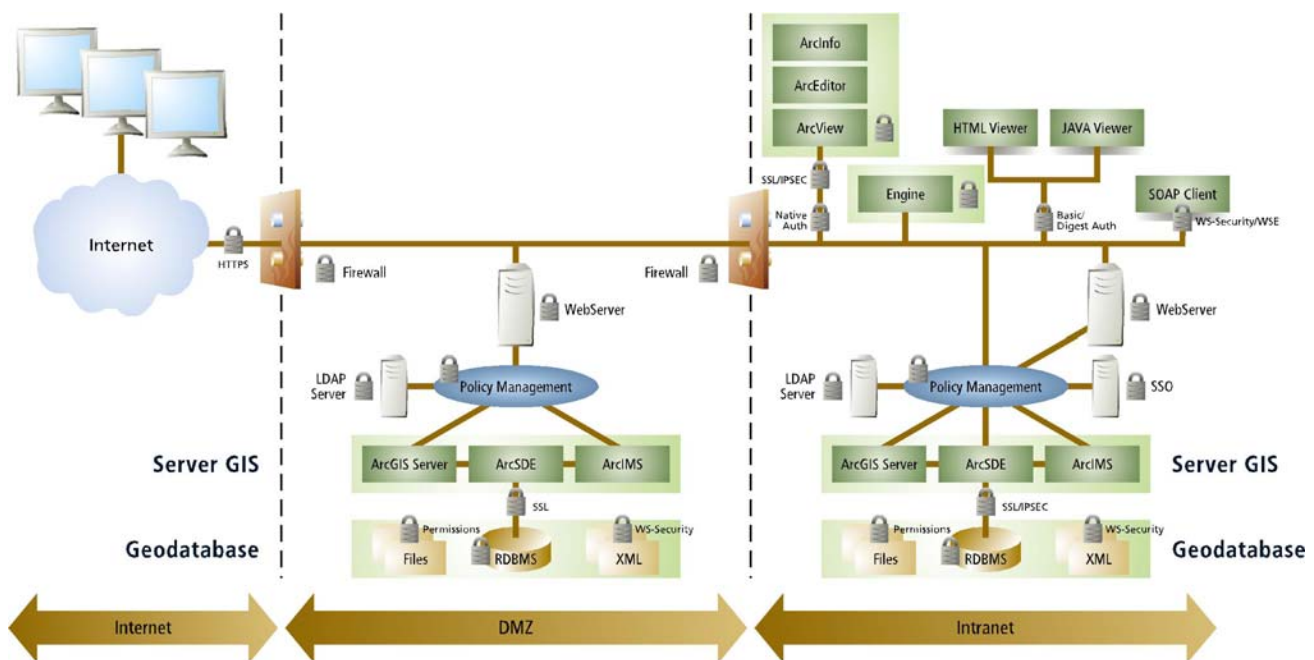 ArcInfo
ArcEditor
ArcView
HTML Viewer
JAVA Viewer
SSL/IPSEC
Engine
SOAP Client
Native
Auth
Basic/
Digest Auth
WS-Security/WSE
Internet
HTTPS
Firewall
Firewall
WebServer
WebServer
LDAP
Server
Policy Management
LDAP
Server
Policy Management
SSO
Server GIS
ArcGIS Server
ArcSDE
ArcIMS
ArcGIS Server
ArcSDE
ArcIMS
Server GIS
SSL
SSL/IPSEC
Geodatabase
Permissions
WS-Security
Files
RDBMS
XML
Permissions
WS-Security
Files
RDBMS
XML
Geodatabase
Internet
DMZ
Intranet